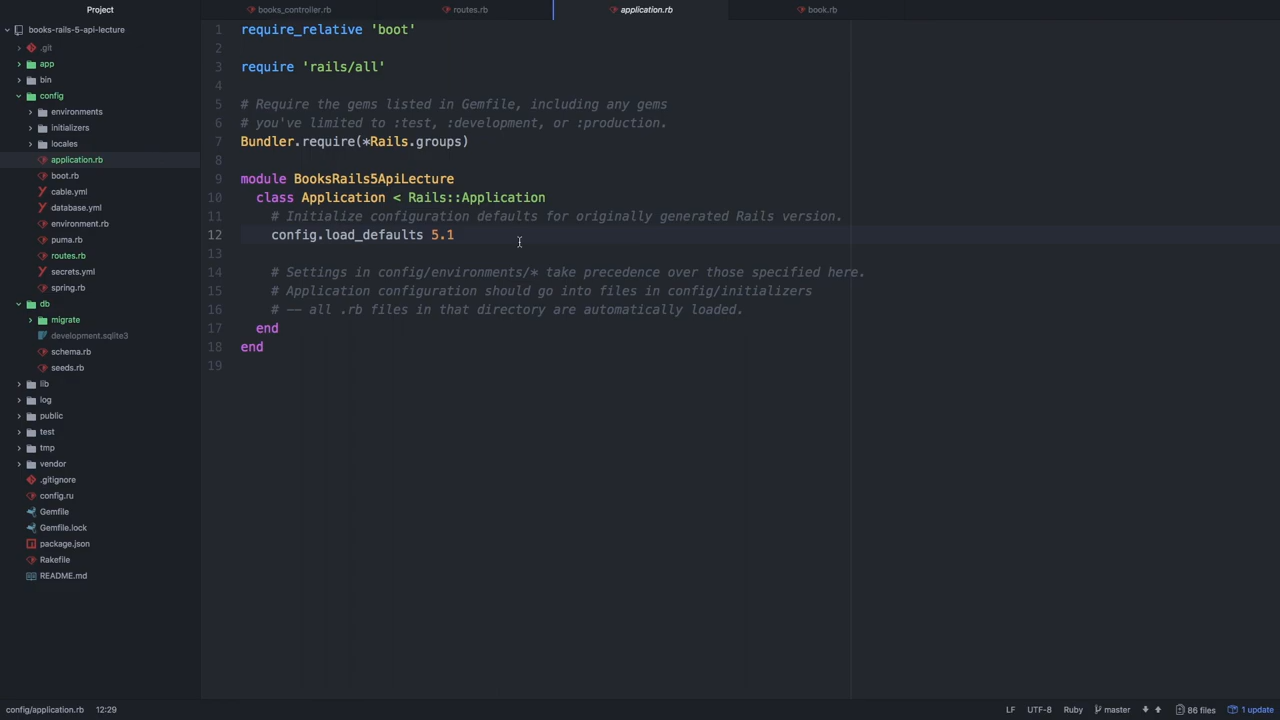 Project
books_controller.rb
routes.rb
application.rb
book.rb
books-rails-5-api-lecture
.git
app
bin
config
environments
initializers
locales
application.rb
boot.rb
cable.yml
database.yml
environment.rb
puma.rb
routes.rb
secrets.yml
spring.rb
db
migrate
development.sqlite3
schema.rb
seeds.rb
lib
log
public
test
tmp
vendor
.gitignore
config.ru
Gemfile
Gemfile.lock
package.json
Rakefile
README.md
1 require_relative 'boot'
2
3 require 'rails/all'
4
5 # Require the gems listed in Gemfile, including any gems
6 # you've limited to :test, :development, or :production.
7 Bundler.require(*Rails.groups)
8
9 module BooksRails5ApiLecture
10 class Application < Rails::Application
11 # Initialize configuration defaults for originally generated Rails version.
12 config.load_defaults 5.1
13
14 # Settings in config/environments/* take precedence over those specified here.
15 # Application configuration should go into files in config/initializers
16 # -- all .rb files in that directory are automatically loaded.
17 end
18 end
19
config/application.rb 12:29
LF UTF-8 Ruby master 86 files 1 update